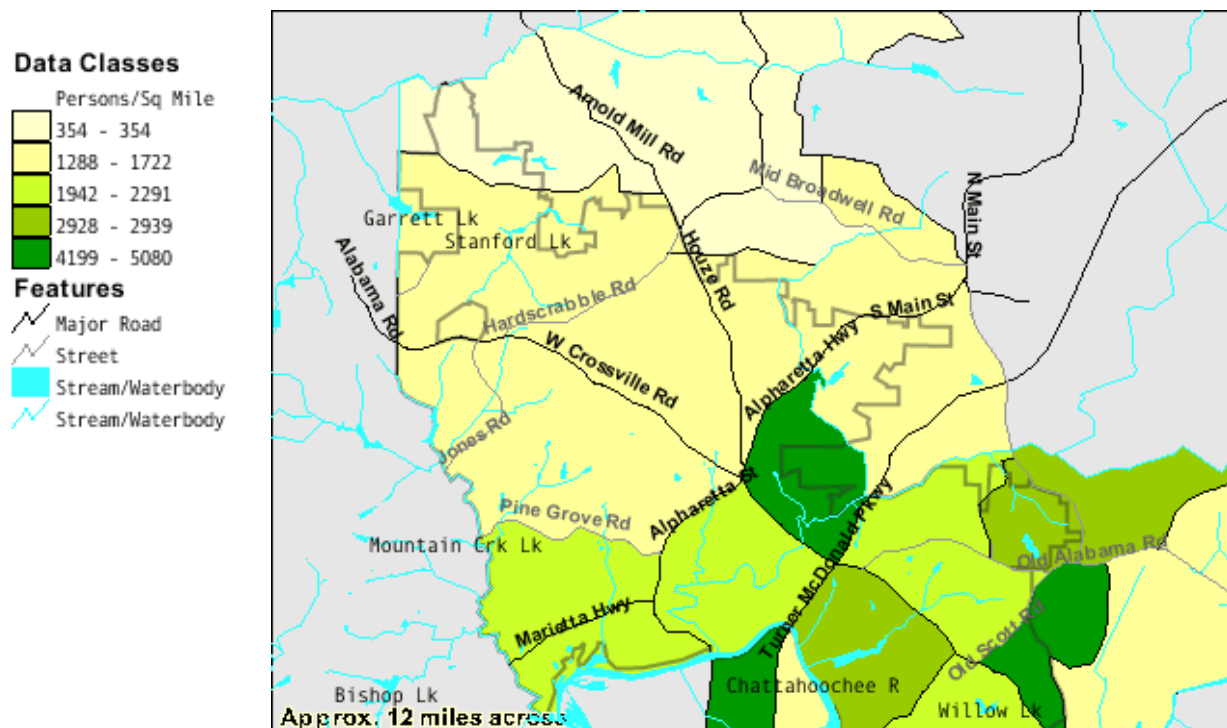 Data Classes
Persons/Sq Mile
354 - 354
1288 - 1722
1942 - 2291
2928 - 2939
4199 - 5080
Features
Major Road
Street
Stream/Waterbody
Stream/Waterbody
Arnold Mill Rd
Mid Broadwell Rd
N Main St
Garrett Lk
Stanford Lk
Alabama Rd
Houze Rd
Hardscrabble Rd
S Main St
Alpharetta Hwy
W Crossville Rd
Jones Rd
Alpharetta St
Pine Grove Rd
Turner McDonald PKwy
Mountain Crk Lk
Old Alabama Rd
Marietta Hwy
Old Scott Rd
Chattahoochee R
Bishop Lk
Willow Lk
Approx. 12 miles across